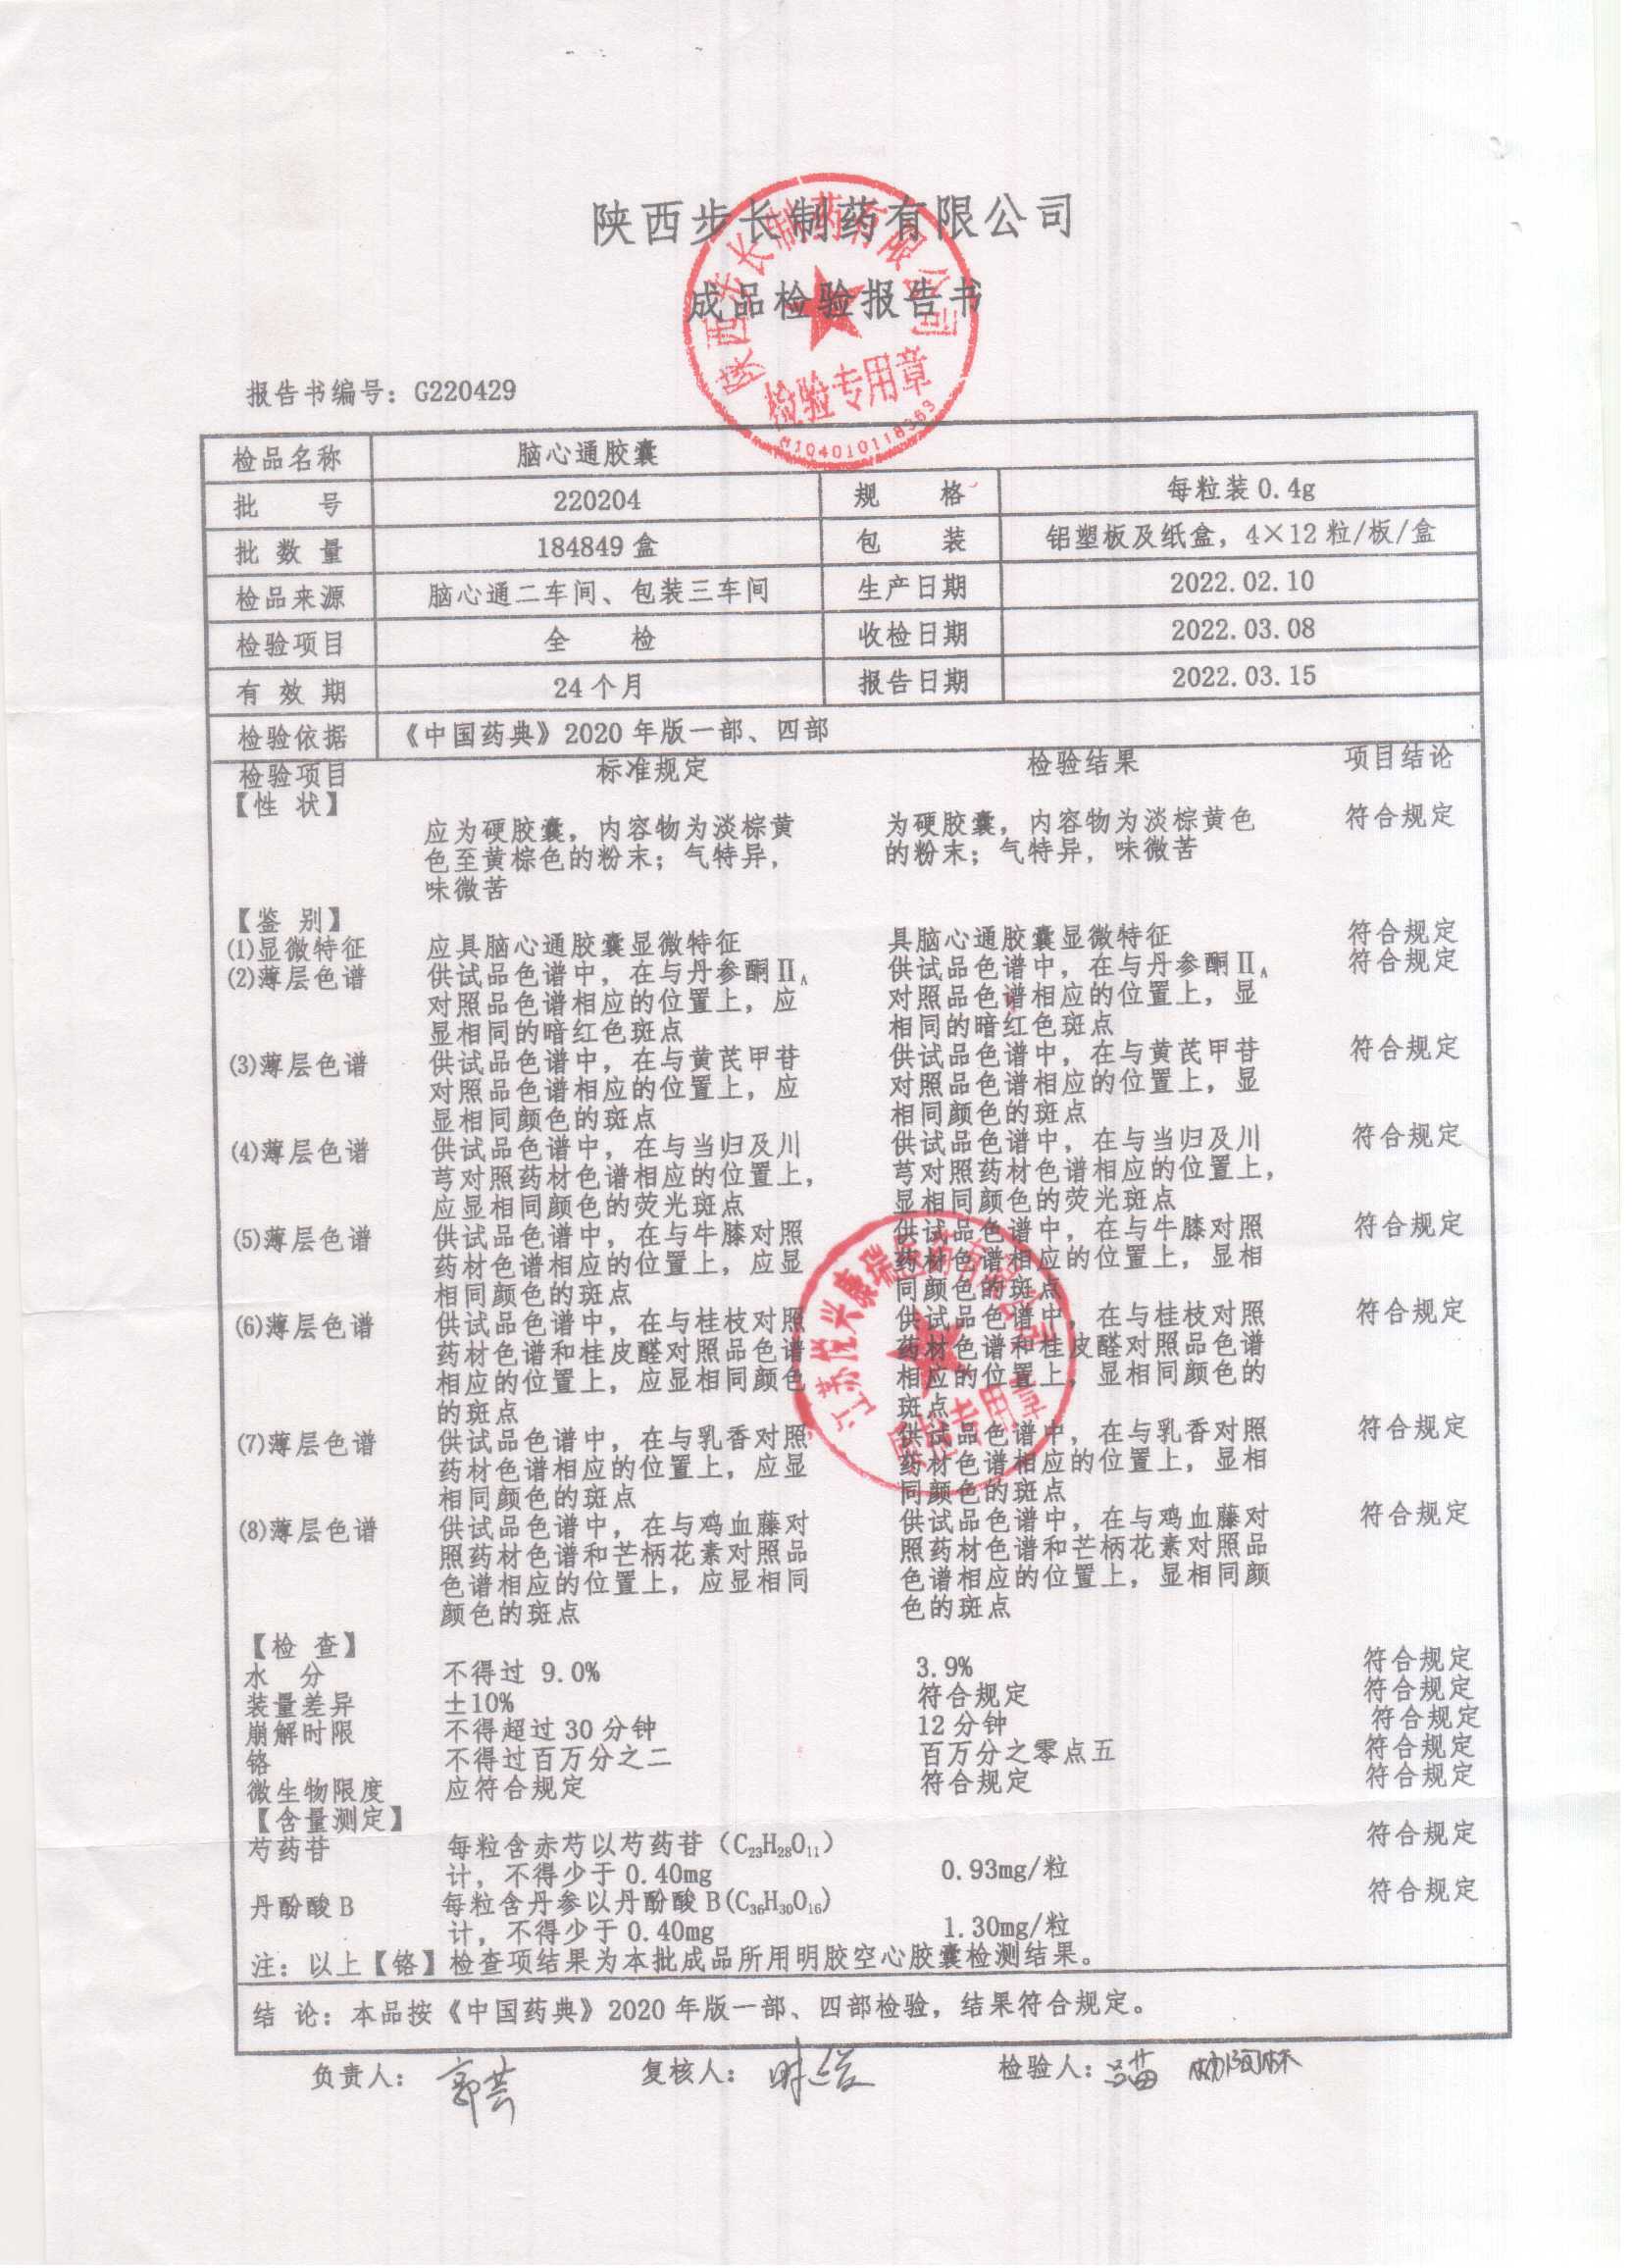 陕西步长制药有限公司
成品检验报告书
陕西步长制药有限公司
检验专用章
报告书编号：G220429
检品名称 脑心通胶囊
批 号 220204 规 格 每粒装0.4g
批 数 量 184849盒 包 装 铝塑板及纸盒，4×12粒/板/盒
检品来源 脑心通二车间、包装三车间 生产日期 2022.02.10
检验项目 全 检 收检日期 2022.03.08
有 效 期 24个月 报告日期 2022.03.15
检验依据 《中国药典》2020年版一部、四部
检验项目 标准规定 检验结果 项目结论
【性 状】
应为硬胶囊，内容物为淡棕黄 为硬胶囊，内容物为淡棕黄色 符合规定
色至黄棕色的粉末；气特异， 的粉末；气特异，味微苦
味微苦
【鉴 别】
⑴显微特征 应具脑心通胶囊显微特征 具脑心通胶囊显微特征 符合规定
⑵薄层色谱 供试品色谱中，在与丹参酮ⅡA 供试品色谱中，在与丹参酮ⅡA 符合规定
对照品色谱相应的位置上，应 对照品色谱相应的位置上，显
显相同的暗红色斑点 相同的暗红色斑点
⑶薄层色谱 供试品色谱中，在与黄芪甲苷 供试品色谱中，在与黄芪甲苷 符合规定
对照品色谱相应的位置上，应 对照品色谱相应的位置上，显
显相同颜色的斑点 相同颜色的斑点
⑷薄层色谱 供试品色谱中，在与当归及川 供试品色谱中，在与当归及川 符合规定
芎对照药材色谱相应的位置上， 芎对照药材色谱相应的位置上，
应显相同颜色的荧光斑点 显相同颜色的荧光斑点
⑸薄层色谱 供试品色谱中，在与牛膝对照 供试品色谱中，在与牛膝对照 符合规定
药材色谱相应的位置上，应显 药材色谱相应的位置上，显相
相同颜色的斑点 同颜色的斑点
⑹薄层色谱 供试品色谱中，在与桂枝对照 供试品色谱中，在与桂枝对照 符合规定
药材色谱和桂皮醛对照品色谱 药材色谱和桂皮醛对照品色谱
相应的位置上，应显相同颜色 相应的位置上，显相同颜色的
的斑点 斑点
⑺薄层色谱 供试品色谱中，在与乳香对照 供试品色谱中，在与乳香对照 符合规定
药材色谱相应的位置上，应显 药材色谱相应的位置上，显相
相同颜色的斑点 同颜色的斑点
⑻薄层色谱 供试品色谱中，在与鸡血藤对 供试品色谱中，在与鸡血藤对 符合规定
照药材色谱和芒柄花素对照品 照药材色谱和芒柄花素对照品
色谱相应的位置上，应显相同 色谱相应的位置上，显相同颜
颜色的斑点 色的斑点
【检 查】
水 分 不得过 9.0% 3.9% 符合规定
装量差异 ±10% 符合规定 符合规定
崩解时限 不得超过30分钟 12分钟 符合规定
铬 不得过百万分之二 百万分之零点五 符合规定
微生物限度 应符合规定 符合规定 符合规定
【含量测定】
芍药苷 每粒含赤芍以芍药苷（C23H28O11） 符合规定
计，不得少于0.40mg 0.93mg/粒
丹酚酸B 每粒含丹参以丹酚酸B(C36H30O16) 符合规定
计，不得少于0.40mg 1.30mg/粒
注：以上【铬】检查项结果为本批成品所用明胶空心胶囊检测结果。
结 论：本品按《中国药典》2020年版一部、四部检验，结果符合规定。
负责人： 复核人： 检验人：